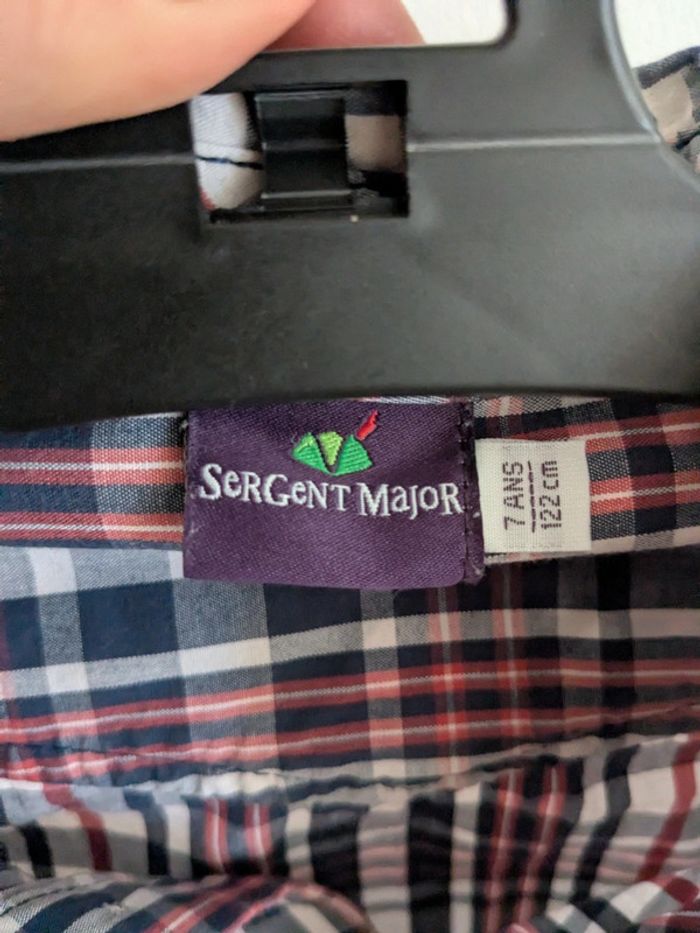 SeRGeNT MajoR
7 ANS
122 cm